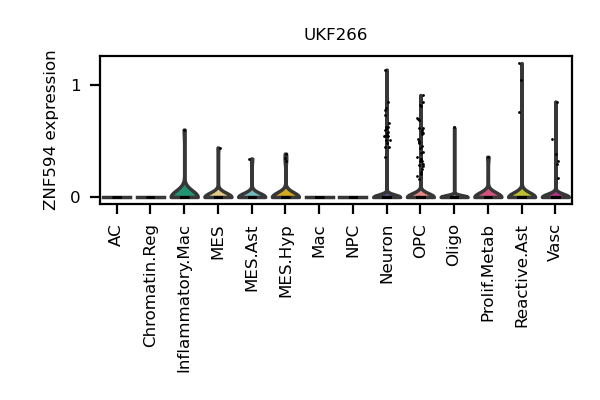 UKF266
ZNF594 expression
1
0
AC
Chromatin.Reg
Inflammatory.Mac
MES
MES.Ast
MES.Hyp
Mac
NPC
Neuron
OPC
Oligo
Prolif.Metab
Reactive.Ast
Vasc